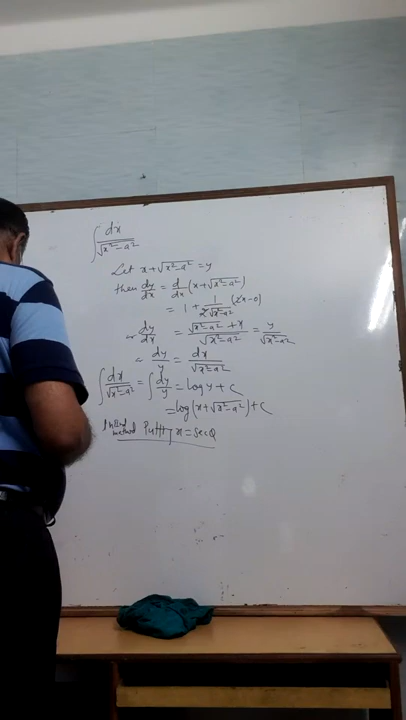 ∫ dx/√x²-a²
Let x+√x²-a² = y
then dy/dx = d/dx (x+√x²-a²)
= 1 + 1/2√x²-a² (2x-0)
or dy/dx = √x²-a² + x/√x²-a² = y/√x²-a²
or dy/y = dx/√x²-a²
∫ dx/√x²-a² = ∫ dy/y = log y + c
= log(x+√x²-a²)+c
method Putting x = secθ